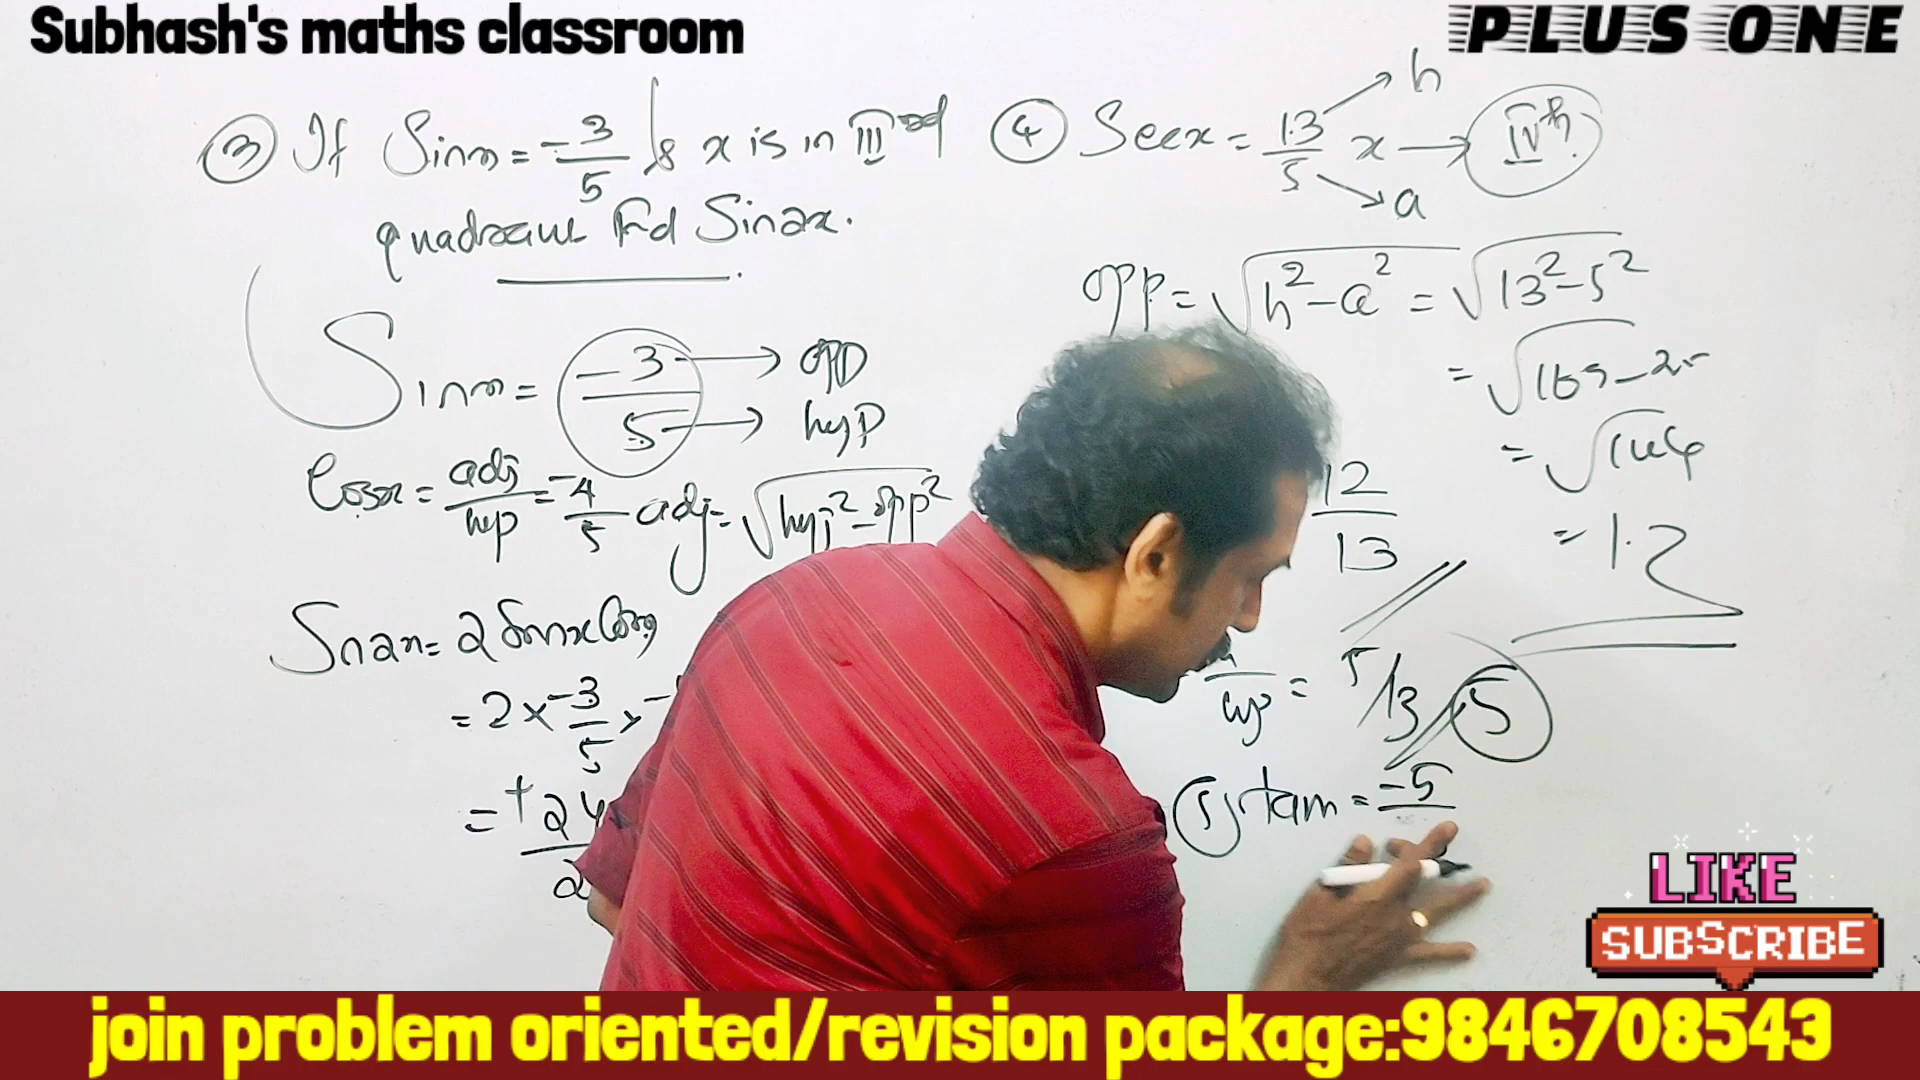 Subhash's maths classroom
PLUS ONE
③ If Sinx = -3/5 & x is in III rd
quadrant Find Sin2x.
Sinx = -3/5 → opp
→ hyp
Cosx = adj/hyp = -4/5 adj = √hyp² - opp²
Sin2x = 2 Sinx Cosx
= 2 × -3/5 ×
= +24
④ Secx = 13/5 x → IVth
h
a
opp = √h² - a² = √13² - 5²
= √169 - 25
= √144
= 12
12/13
hyp = 5/13
5
⑤ tanx = -5
LIKE
SUBSCRIBE
join problem oriented/revision package:9846708543